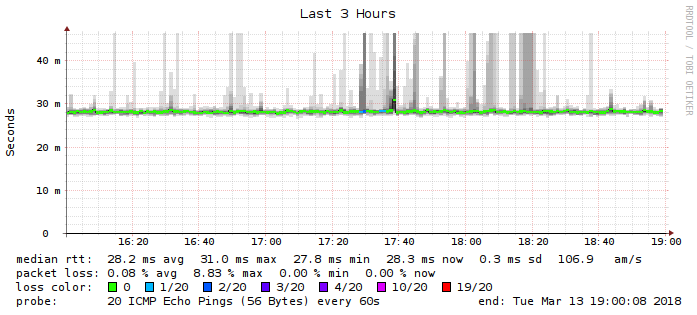 Last 3 Hours
RRDTOOL / TOBI OETIKER
Seconds
40 m
30 m
20 m
10 m
0
16:20 16:40 17:00 17:20 17:40 18:00 18:20 18:40 19:00
median rtt: 28.2 ms avg 31.0 ms max 27.8 ms min 28.3 ms now 0.3 ms sd 106.9 am/s
packet loss: 0.08 % avg 8.83 % max 0.00 % min 0.00 % now
loss color: 0 1/20 2/20 3/20 4/20 10/20 19/20
probe: 20 ICMP Echo Pings (56 Bytes) every 60s end: Tue Mar 13 19:00:08 2018